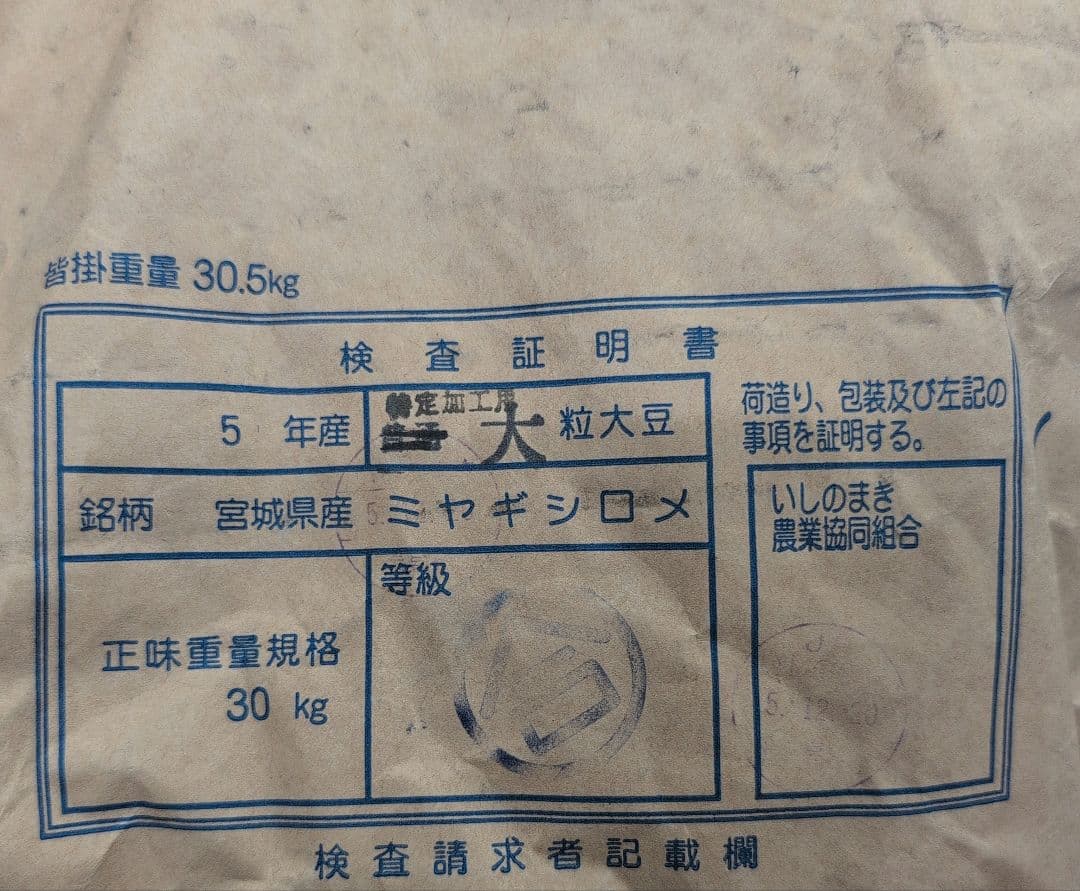 皆掛重量 30.5kg
検査証明書
5 年産
特定加工用
大粒大豆
銘柄 宮城県産 ミヤギシロメ
正味重量規格
30 kg
等級
合
荷造り、包装及び左記の
事項を証明する。
いしのまき
農業協同組合
5.12.20
検査請求者記載欄